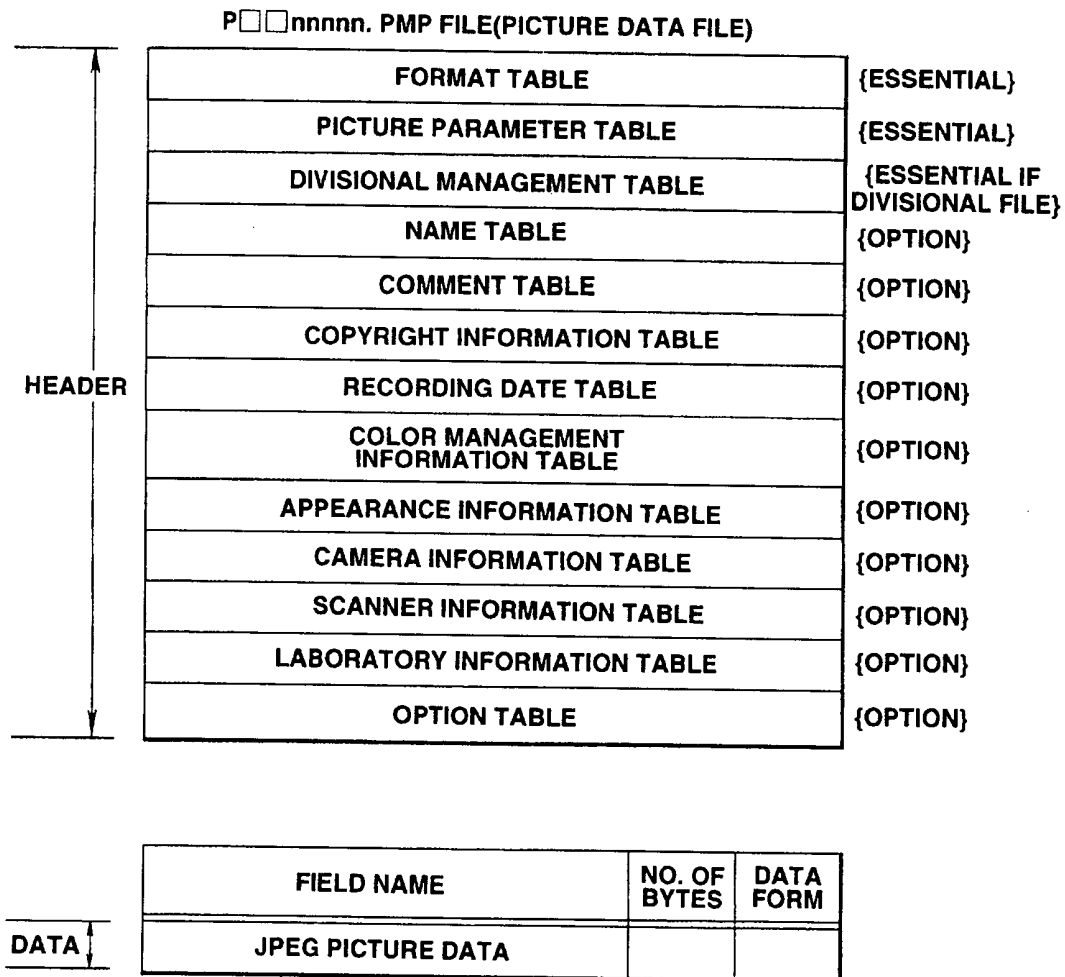 P□□nnnnn. PMP FILE(PICTURE DATA FILE)
FORMAT TABLE {ESSENTIAL}
PICTURE PARAMETER TABLE {ESSENTIAL}
DIVISIONAL MANAGEMENT TABLE {ESSENTIAL IF
DIVISIONAL FILE}
NAME TABLE {OPTION}
COMMENT TABLE {OPTION}
COPYRIGHT INFORMATION TABLE {OPTION}
HEADER RECORDING DATE TABLE {OPTION}
COLOR MANAGEMENT
INFORMATION TABLE {OPTION}
APPEARANCE INFORMATION TABLE {OPTION}
CAMERA INFORMATION TABLE {OPTION}
SCANNER INFORMATION TABLE {OPTION}
LABORATORY INFORMATION TABLE {OPTION}
OPTION TABLE {OPTION}
FIELD NAME NO. OF
BYTES DATA
FORM
DATA JPEG PICTURE DATA